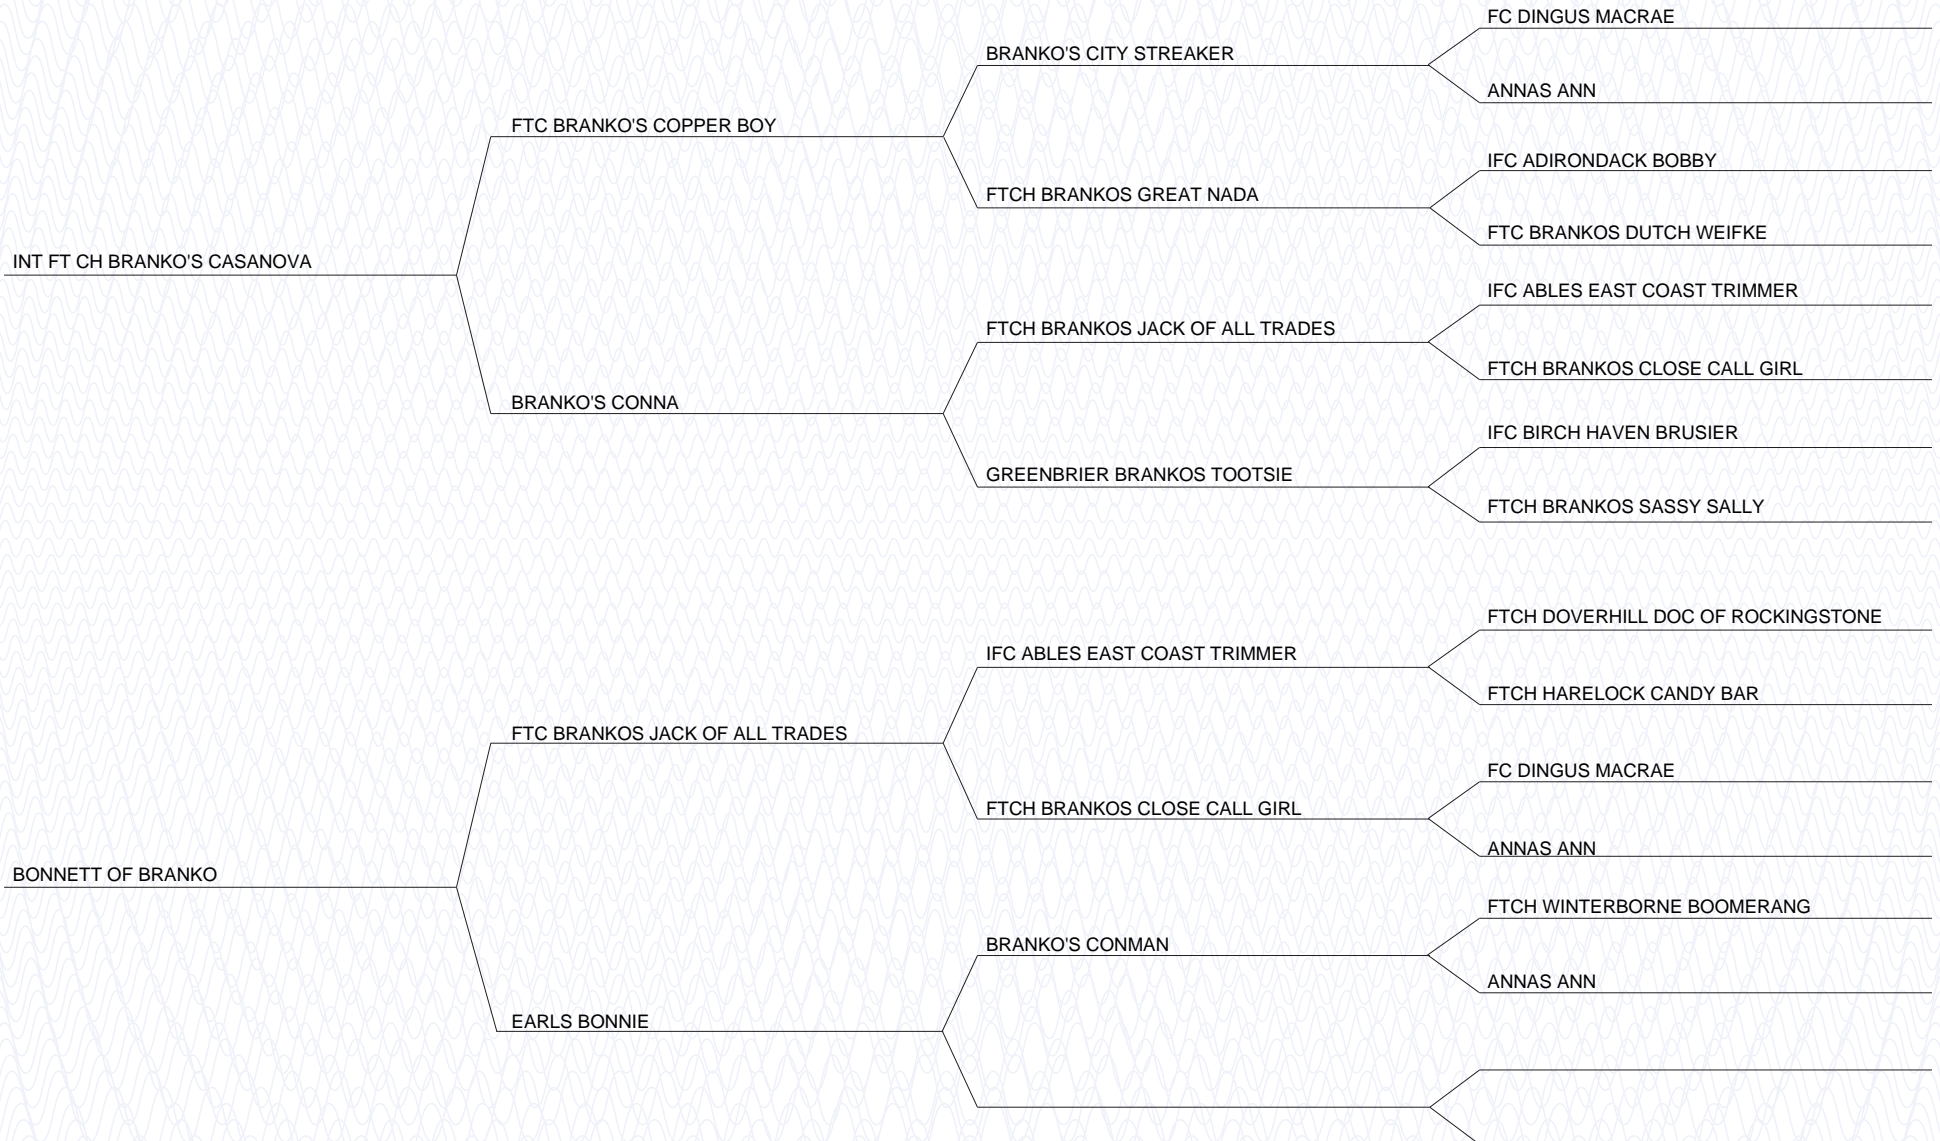 FC DINGUS MACRAE
BRANKO'S CITY STREAKER
ANNAS ANN
FTC BRANKO'S COPPER BOY
IFC ADIRONDACK BOBBY
FTCH BRANKOS GREAT NADA
FTC BRANKOS DUTCH WEIFKE
INT FT CH BRANKO'S CASANOVA
IFC ABLES EAST COAST TRIMMER
FTCH BRANKOS JACK OF ALL TRADES
FTCH BRANKOS CLOSE CALL GIRL
BRANKO'S CONNA
IFC BIRCH HAVEN BRUSIER
GREENBRIER BRANKOS TOOTSIE
FTCH BRANKOS SASSY SALLY
FTCH DOVERHILL DOC OF ROCKINGSTONE
IFC ABLES EAST COAST TRIMMER
FTCH HARELOCK CANDY BAR
FTC BRANKOS JACK OF ALL TRADES
FC DINGUS MACRAE
FTCH BRANKOS CLOSE CALL GIRL
ANNAS ANN
BONNETT OF BRANKO
FTCH WINTERBORNE BOOMERANG
BRANKO'S CONMAN
ANNAS ANN
EARLS BONNIE